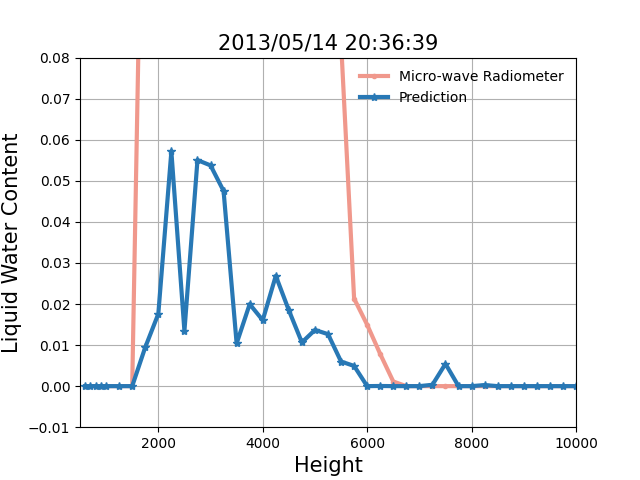 2013/05/14 20:36:39
Liquid Water Content
0.08
0.07
0.06
0.05
0.04
0.03
0.02
0.01
0.00
−0.01
Micro-wave Radiometer
Prediction
2000 4000 6000 8000 10000
Height